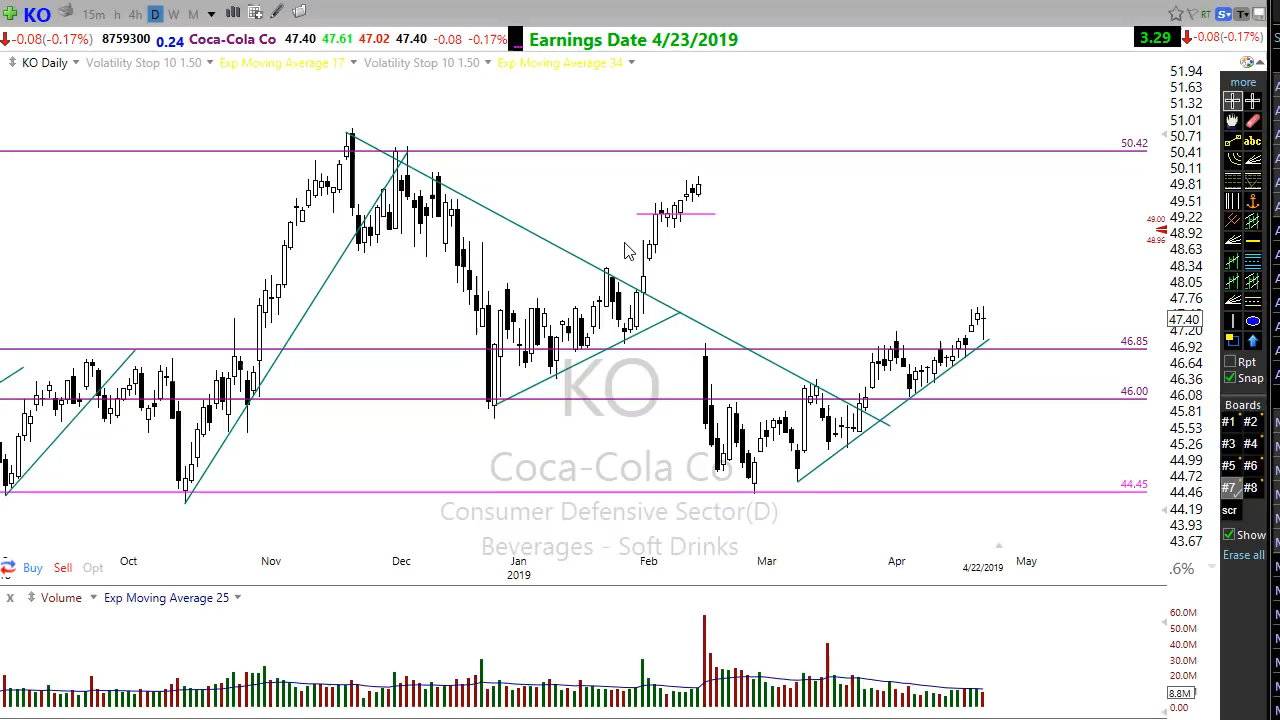 KO 15m h 4h D W M RT S T
-0.08(-0.17%) 8759300 0.24 Coca-Cola Co 47.40 47.61 47.02 47.40 -0.08 -0.17% Earnings Date 4/23/2019 3.29 -0.08(-0.17%)
KO Daily Volatility Stop 10 1.50 Exp Moving Average 17 Volatility Stop 10 1.50 Exp Moving Average 34
51.94
51.63
51.32
51.01
50.71
50.42
50.41
50.11
49.81
49.51
49.22
49.00
48.92
48.96
48.63
48.34
48.05
47.76
47.40
47.20
46.85
46.92
46.64
46.36
46.00
46.08
45.81
45.53
45.26
44.99
44.72
44.45
44.46
44.19
43.93
43.67
KO
Coca-Cola Co
Consumer Defensive Sector(D)
Beverages - Soft Drinks
Oct Nov Dec Jan Feb Mar Apr May
2019 4/22/2019
Buy Sell Opt .6%
x Volume Exp Moving Average 25
60.0M
50.0M
40.0M
30.0M
20.0M
8.8M
0.00
more
abc
Rpt
Snap
Boards
#1 #2
#3 #4
#5 #6
#7 #8
scr
Show
Erase all